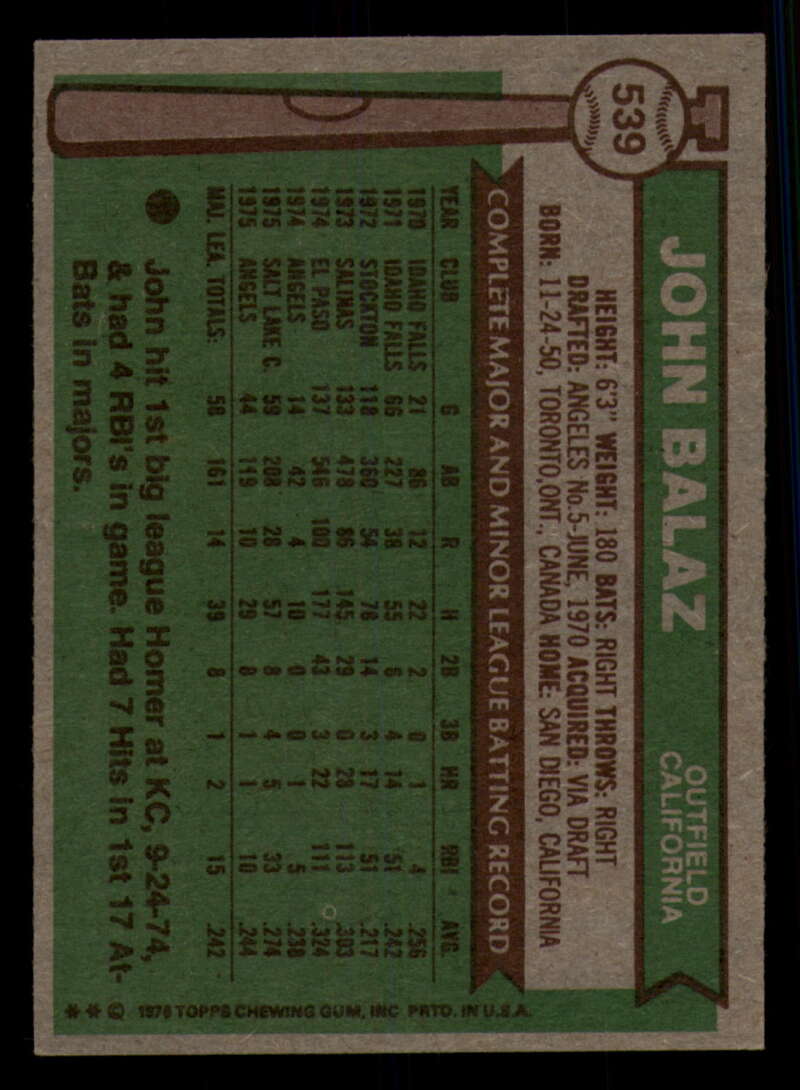 539
JOHN BALAZ
OUTFIELD
CALIFORNIA
HEIGHT: 6'3" WEIGHT: 180 BATS: RIGHT THROWS: RIGHT
DRAFTED: ANGELES No.5-JUNE, 1970 ACQUIRED: VIA DRAFT
BORN: 11-24-50, TORONTO,ONT., CANADA HOME: SAN DIEGO, CALIFORNIA
COMPLETE MAJOR AND MINOR LEAGUE BATTING RECORD
YEAR CLUB G AB R H 2B 3B HR RBI AVG.
1970 IDAHO FALLS 21 86 12 22 2 0 1 4 .256
1971 IDAHO FALLS 66 227 38 55 6 4 14 51 .242
1972 STOCKTON 118 360 54 78 14 3 17 51 .217
1973 SALINAS 133 478 86 145 29 0 28 113 .303
1974 EL PASO 137 546 100 177 43 3 22 111 .324
1974 ANGELS 14 42 4 10 0 0 1 5 .238
1975 SALT LAKE C. 59 208 28 57 8 4 5 33 .274
1975 ANGELS 44 119 10 29 8 1 1 10 .244
MAJ. LEA. TOTALS: 58 161 14 39 8 1 2 15 .242
John hit 1st big league Homer at KC, 9-24-74,
& had 4 RBI's in game. Had 7 Hits in 1st 17 At-
Bats in majors.
**© 1976 TOPPS CHEWING GUM, INC PRTD. IN U.S.A.